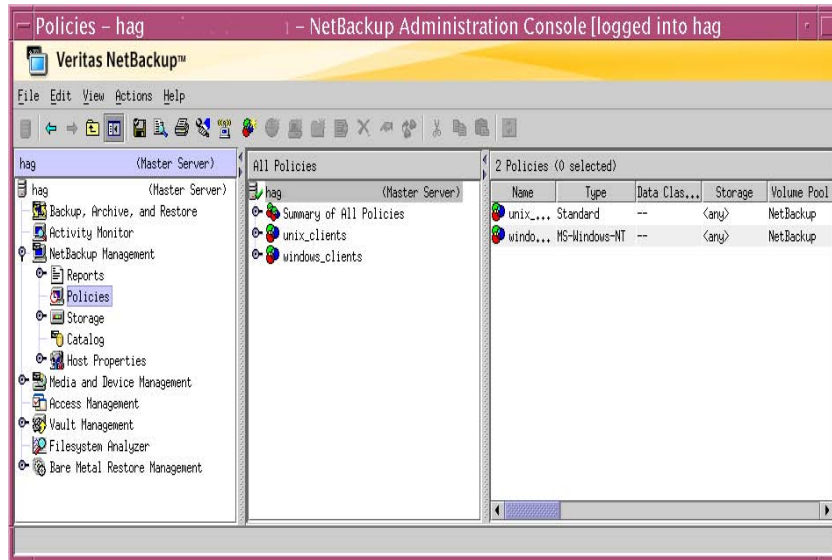 Policies - hag - NetBackup Administration Console [logged into hag
Veritas NetBackup™
File Edit View Actions Help
hag (Master Server)
hag (Master Server)
Backup, Archive, and Restore
Activity Monitor
NetBackup Management
Reports
Policies
Storage
Catalog
Host Properties
Media and Device Management
Access Management
Vault Management
Filesystem Analyzer
Bare Metal Restore Management
All Policies
hag (Master Server)
Summary of All Policies
unix_clients
windows_clients
2 Policies (0 selected)
Name Type Data Clas... Storage Volume Pool
unix_... Standard -- <any> NetBackup
windo... MS-Windows-NT -- <any> NetBackup